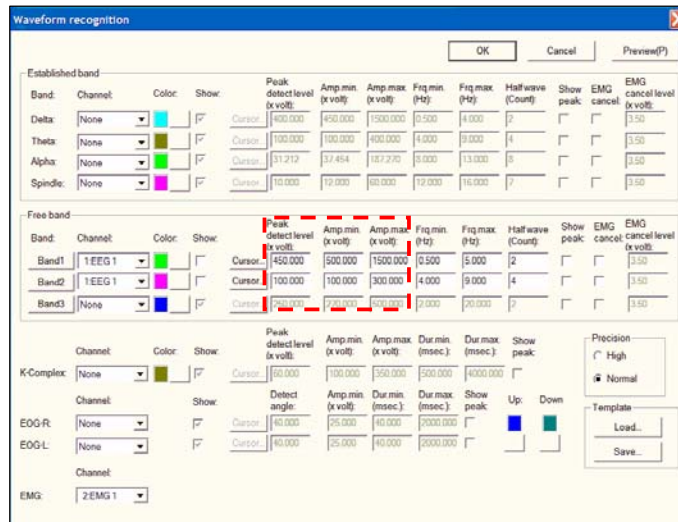 Waveform recognition
OK Cancel Preview(P)
Established band
Band: Channel: Color: Show: Peak detect level (x volt): Amp.min. (x volt): Amp.max. (x volt): Frq.min. (Hz): Frq.max. (Hz): Half wave (Count): Show peak: EMG cancel: EMG cancel level (x volt):
Delta: None Cursor... 400.000 450.000 1500.000 0.500 4.000 2 3.50
Theta: None Cursor... 100.000 100.000 400.000 4.000 9.000 4 3.50
Alpha: None Cursor... 31.212 37.454 187.270 8.000 13.000 8 3.50
Spindle: None Cursor... 10.000 12.000 60.000 12.000 16.000 7 3.50
Free band
Band: Channel: Color: Show: Peak detect level (x volt): Amp.min. (x volt): Amp.max. (x volt): Frq.min. (Hz): Frq.max. (Hz): Half wave (Count): Show peak: EMG cancel: EMG cancel level (x volt):
Band1 1:EEG 1 Cursor... 450.000 500.000 1500.000 0.500 5.000 2 3.50
Band2 1:EEG 1 Cursor... 100.000 100.000 300.000 4.000 9.000 4 3.50
Band3 None Cursor... 250.000 270.000 500.000 2.000 20.000 2 3.50
Channel: Color: Show: Peak detect level (x volt): Amp.min. (x volt): Amp.max. (x volt): Dur.min. (msec.): Dur.max. (msec.): Show peak:
K-Complex: None Cursor... 60.000 100.000 350.000 500.000 4000.000
Precision
High
Normal
Channel: Show: Detect angle: Amp.min. (x volt): Dur.min. (msec.): Dur.max. (msec.): Show peak: Up: Down
EOG-R: None Cursor... 40.000 25.000 40.000 2000.000
EOG-L: None Cursor... 40.000 25.000 40.000 2000.000
Template
Load...
Save...
Channel:
EMG: 2:EMG 1